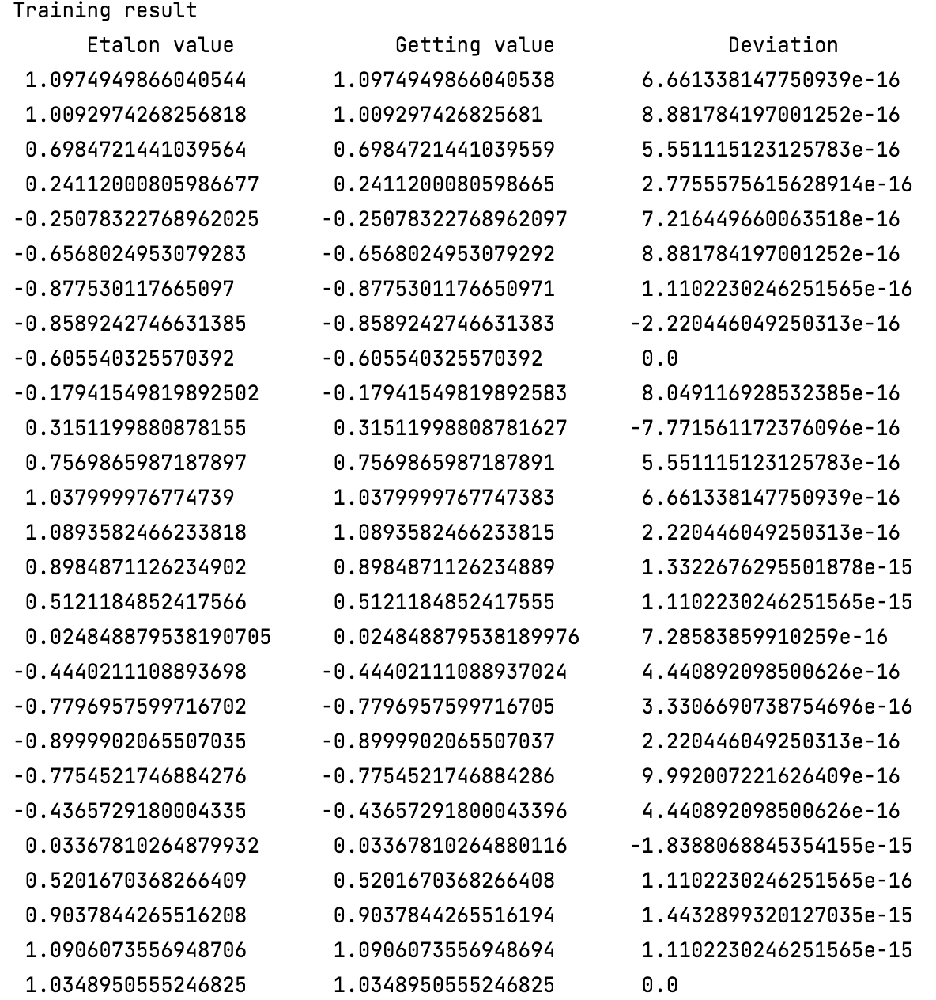 Training result
Etalon value Getting value Deviation
1.0974949866040544 1.0974949866040538 6.661338147750939e-16
1.0092974268256818 1.009297426825681 8.881784197001252e-16
0.6984721441039564 0.6984721441039559 5.551115123125783e-16
0.24112000805986677 0.2411200080598665 2.7755575615628914e-16
-0.25078322768962025 -0.25078322768962097 7.216449660063518e-16
-0.6568024953079283 -0.6568024953079292 8.881784197001252e-16
-0.877530117665097 -0.8775301176650971 1.1102230246251565e-16
-0.8589242746631385 -0.8589242746631383 -2.220446049250313e-16
-0.605540325570392 -0.605540325570392 0.0
-0.17941549819892502 -0.17941549819892583 8.049116928532385e-16
0.3151199880878155 0.31511998808781627 -7.771561172376096e-16
0.7569865987187897 0.7569865987187891 5.551115123125783e-16
1.037999976774739 1.0379999767747383 6.661338147750939e-16
1.0893582466233818 1.0893582466233815 2.220446049250313e-16
0.8984871126234902 0.8984871126234889 1.3322676295501878e-15
0.5121184852417566 0.5121184852417555 1.1102230246251565e-15
0.024848879538190705 0.024848879538189976 7.28583859910259e-16
-0.4440211108893698 -0.44402111088937024 4.440892098500626e-16
-0.7796957599716702 -0.7796957599716705 3.3306690738754696e-16
-0.8999902065507035 -0.8999902065507037 2.220446049250313e-16
-0.7754521746884276 -0.7754521746884286 9.992007221626409e-16
-0.4365729180004335 -0.43657291800043396 4.440892098500626e-16
0.03367810264879932 0.03367810264880116 -1.8388068845354155e-15
0.5201670368266409 0.5201670368266408 1.1102230246251565e-16
0.9037844265516208 0.9037844265516194 1.4432899320127035e-15
1.0906073556948706 1.0906073556948694 1.1102230246251565e-15
1.0348950555246825 1.0348950555246825 0.0